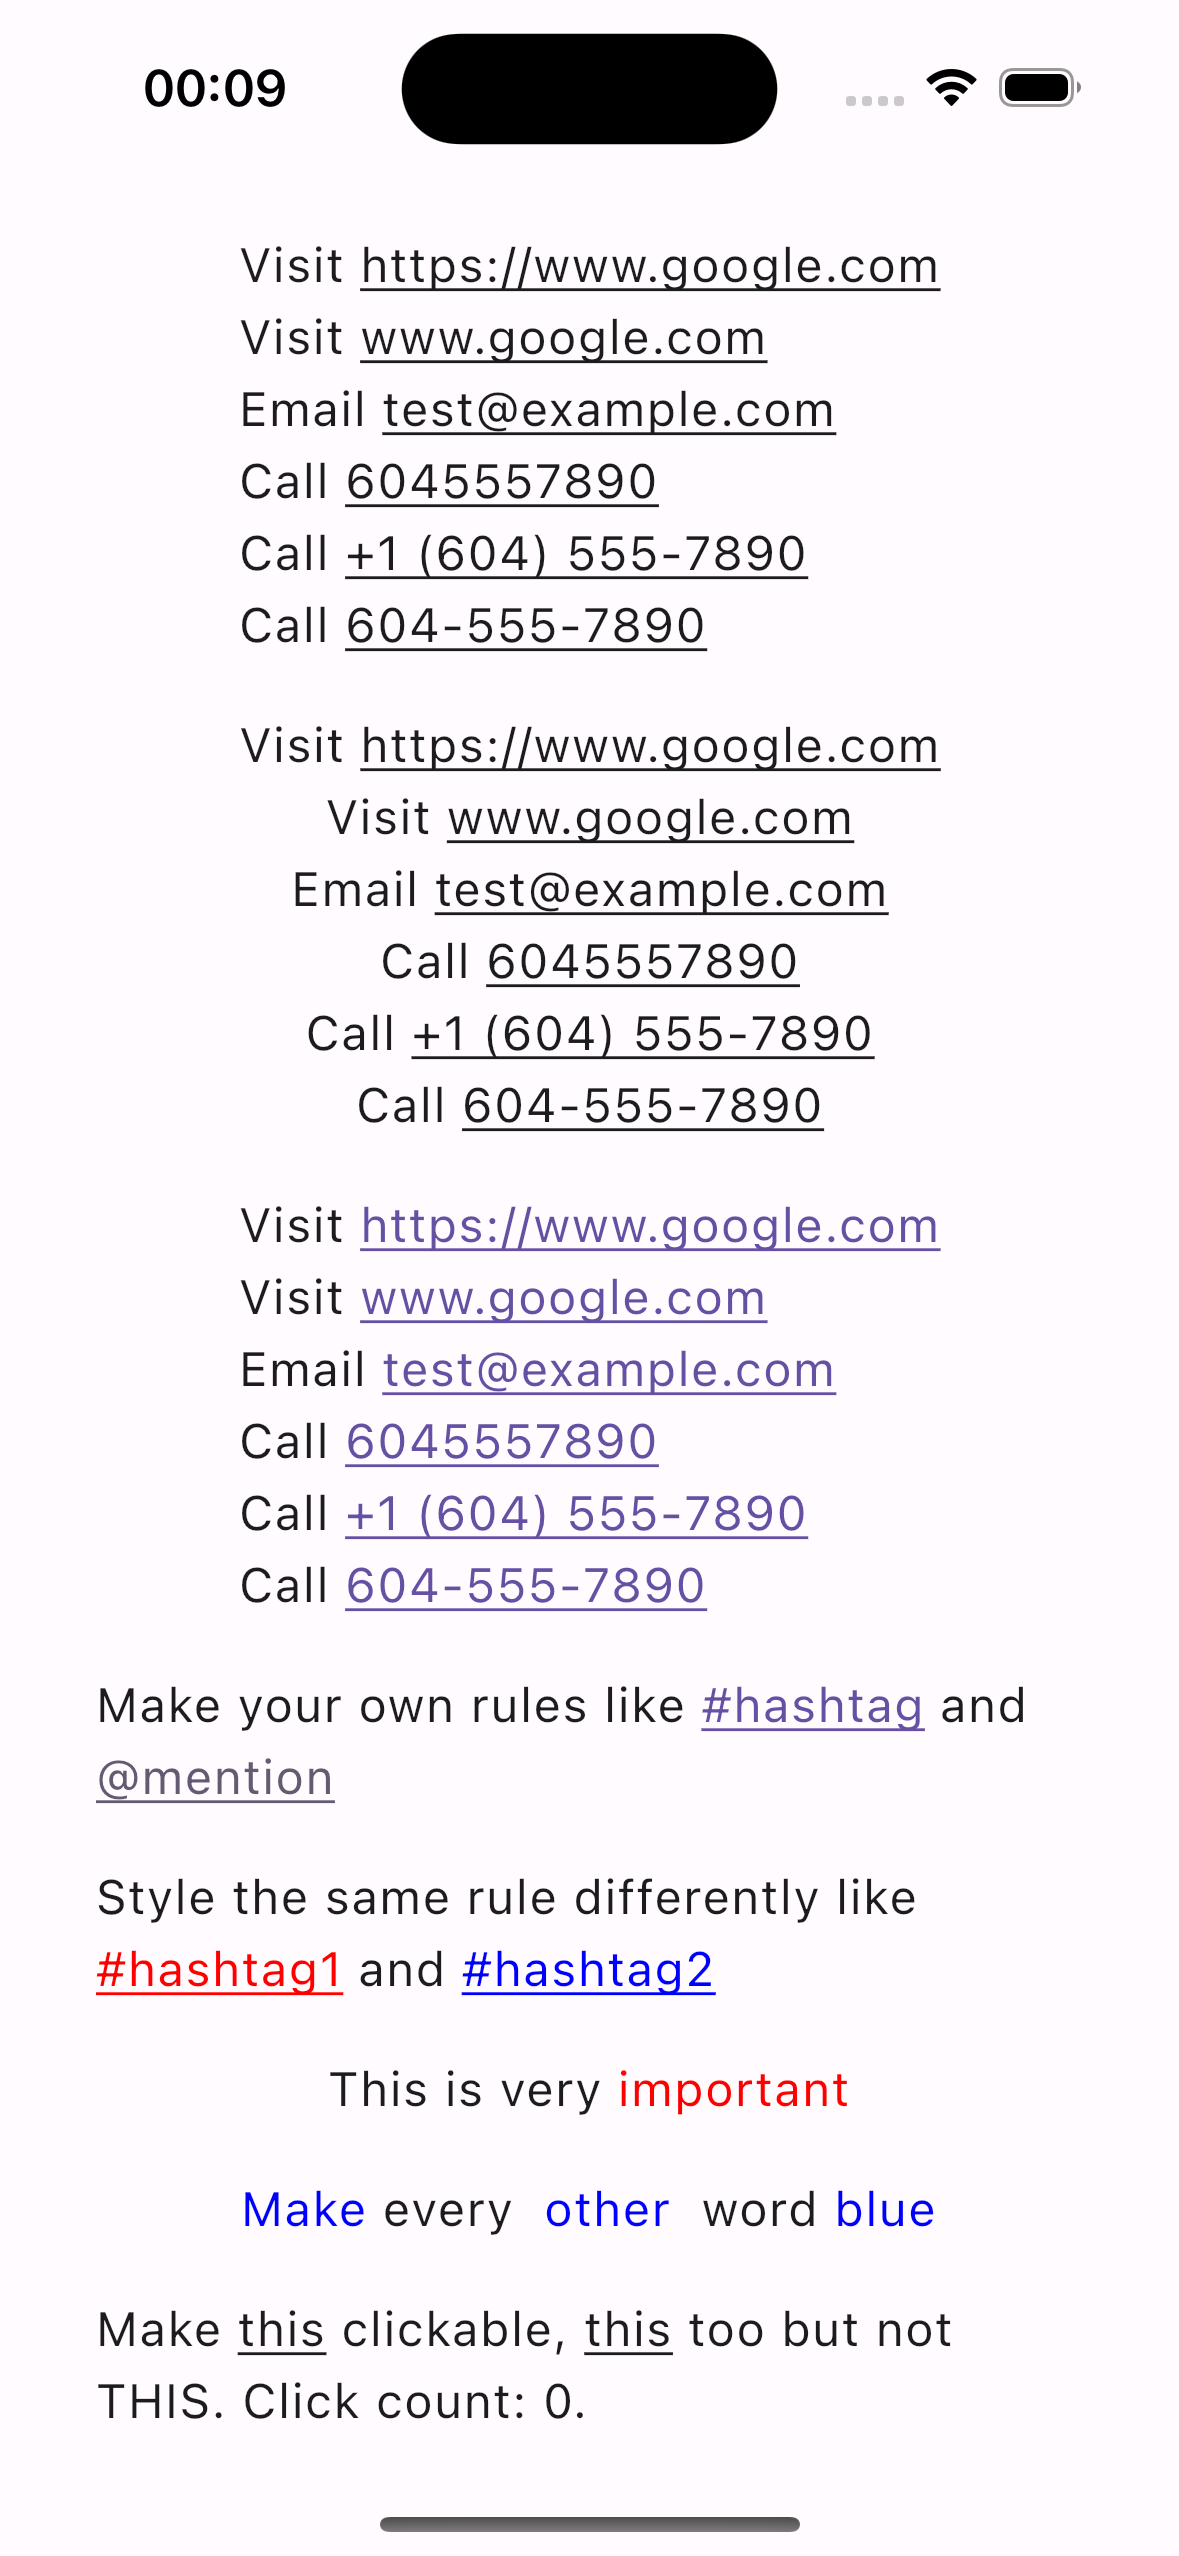 00:09
Visit https://www.google.com
Visit www.google.com
Email test@example.com
Call 6045557890
Call +1 (604) 555-7890
Call 604-555-7890
Visit https://www.google.com
Visit www.google.com
Email test@example.com
Call 6045557890
Call +1 (604) 555-7890
Call 604-555-7890
Visit https://www.google.com
Visit www.google.com
Email test@example.com
Call 6045557890
Call +1 (604) 555-7890
Call 604-555-7890
Make your own rules like #hashtag and
@mention
Style the same rule differently like
#hashtag1 and #hashtag2
This is very important
Make every  other  word blue
Make this clickable, this too but not
THIS. Click count: 0.